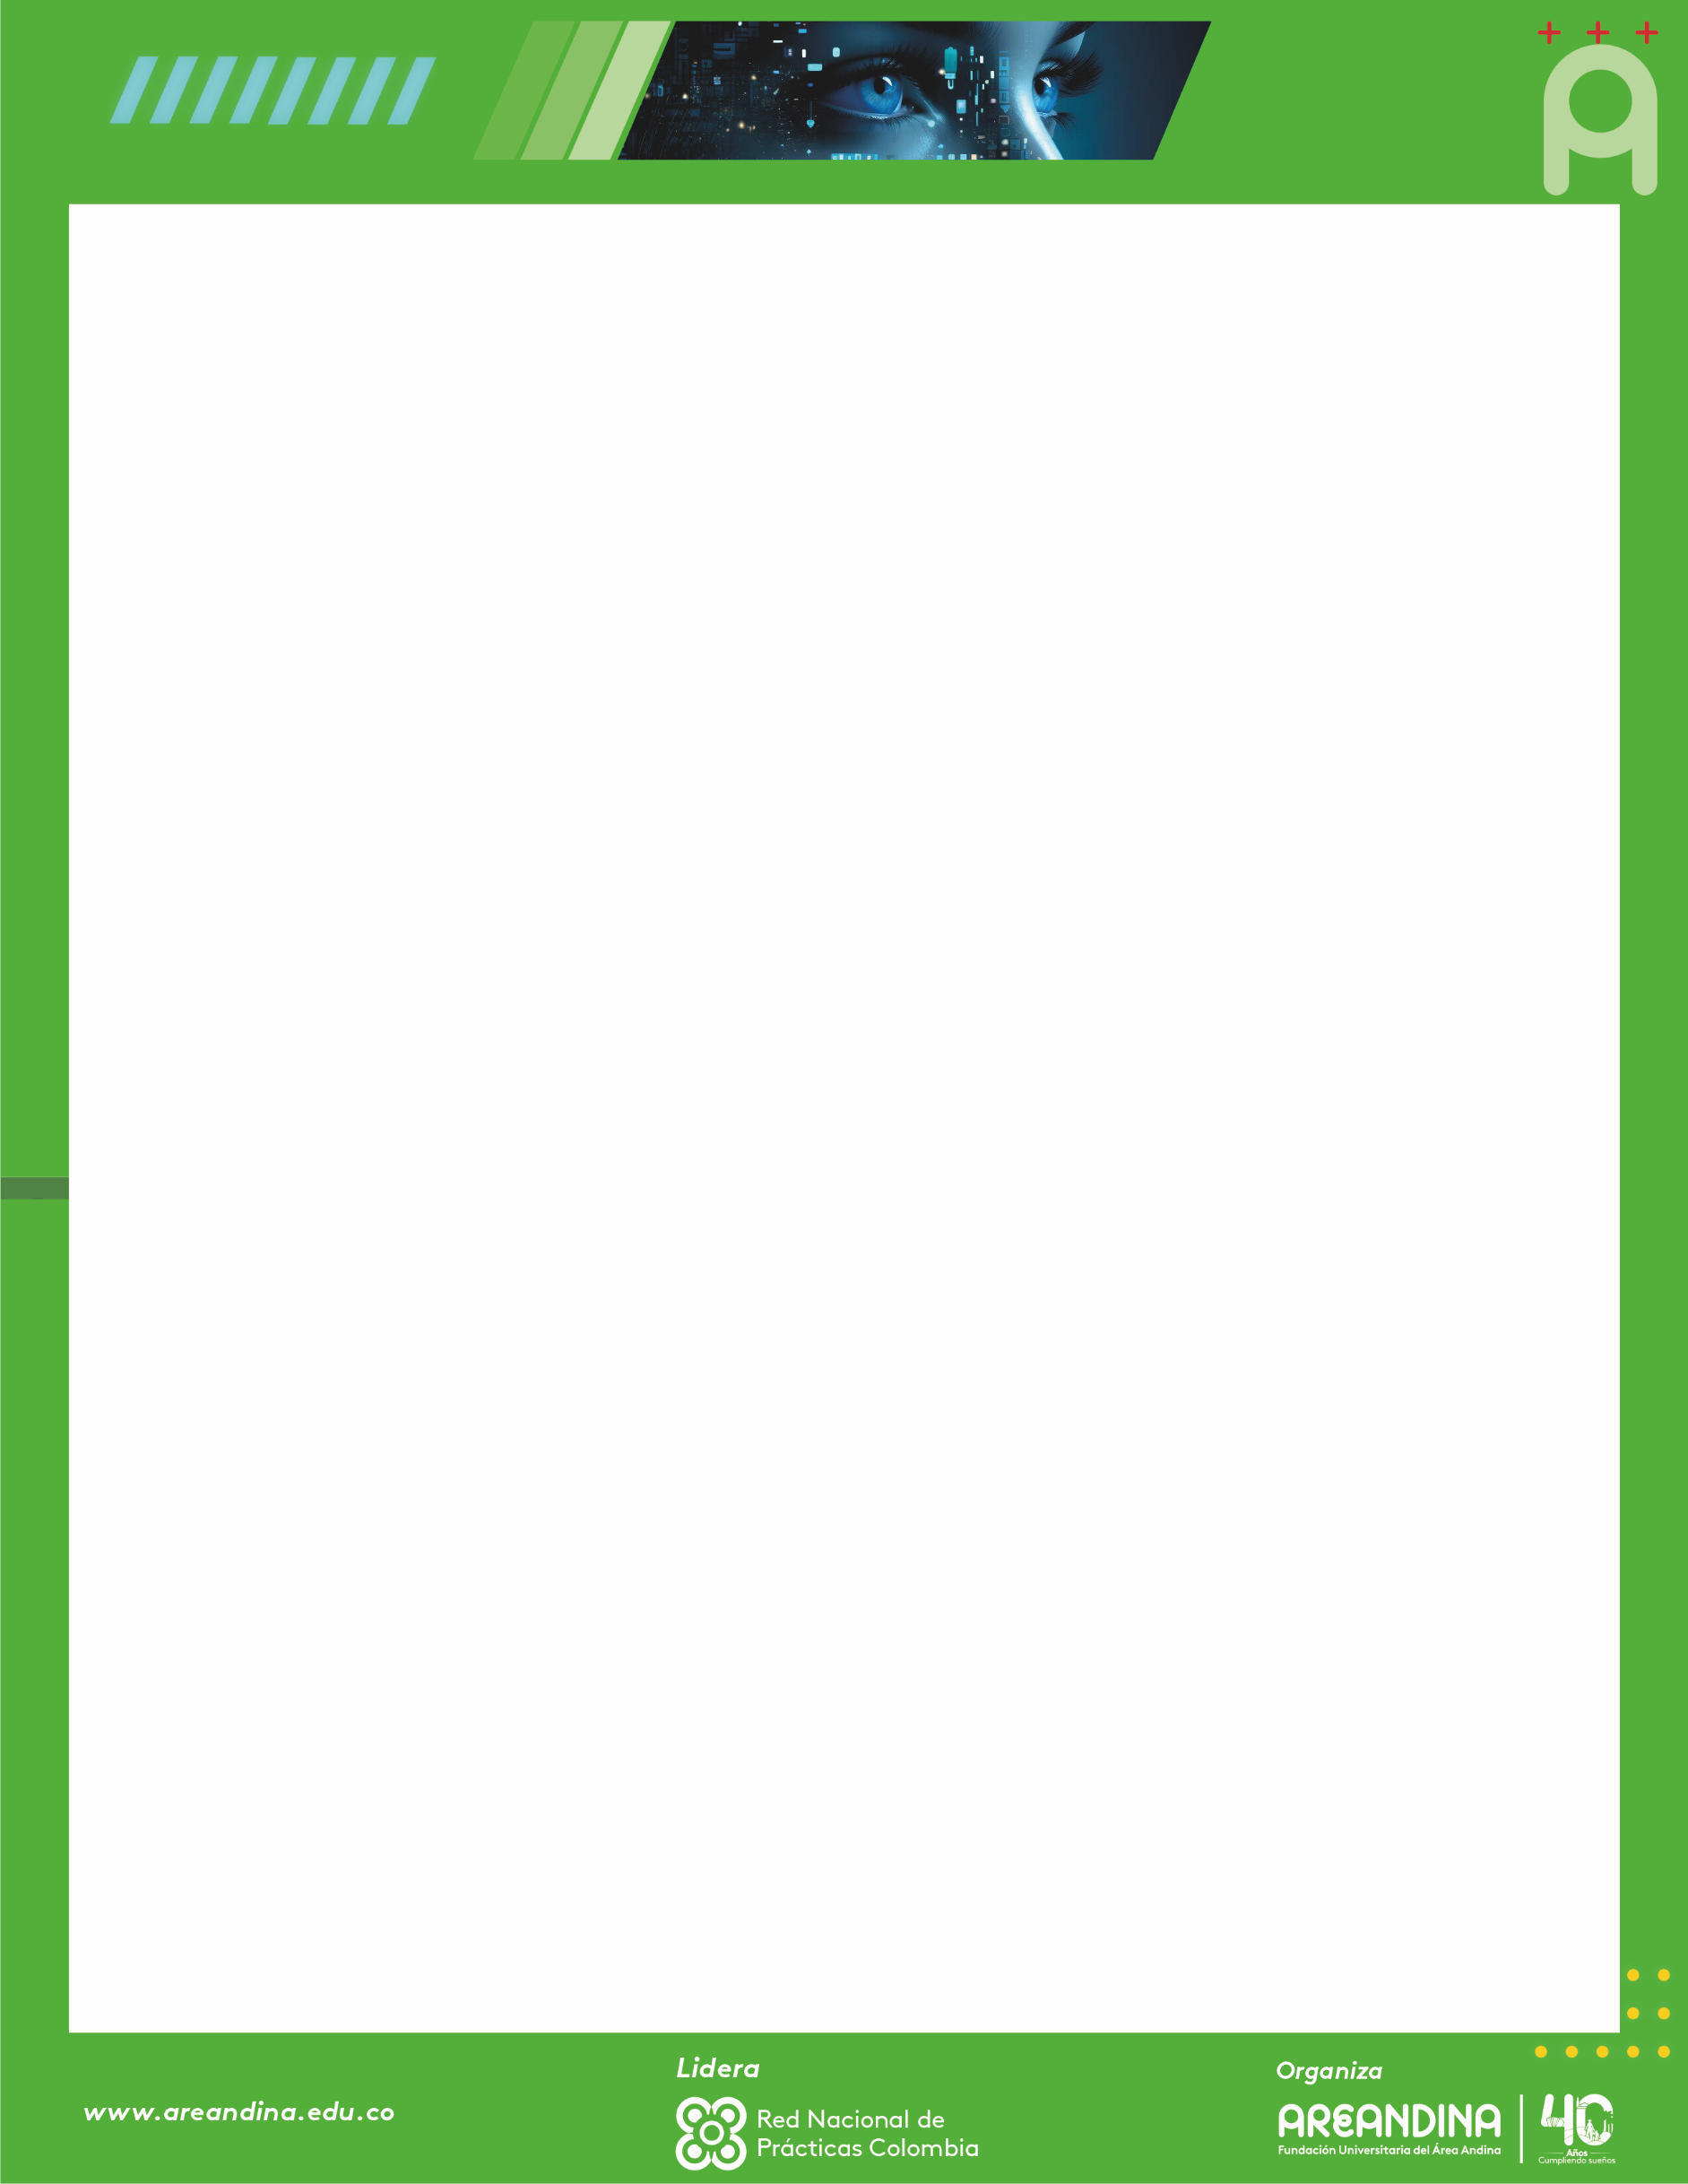 www.areandina.edu.co
Lidera
Red Nacional de
Prácticas Colombia
Organiza
AREANDINA
Fundación Universitaria del Área Andina
40
Años
Cumpliendo sueños